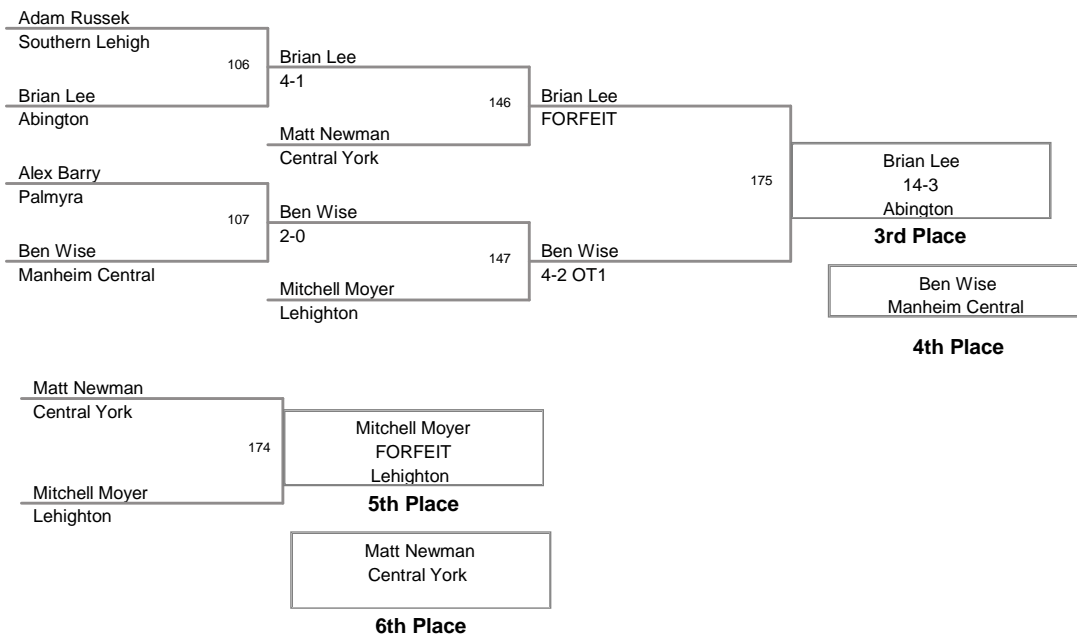 Adam Russek
Southern Lehigh
106
Brian Lee
4-1
Brian Lee
Abington
146
Brian Lee
FORFEIT
Matt Newman
Central York
Alex Barry
Palmyra
175
Brian Lee
14-3
Abington
3rd Place
107
Ben Wise
2-0
Ben Wise
Manheim Central
147
Ben Wise
4-2 OT1
Mitchell Moyer
Lehighton
Ben Wise
Manheim Central
4th Place
Matt Newman
Central York
174
Mitchell Moyer
FORFEIT
Lehighton
5th Place
Mitchell Moyer
Lehighton
Matt Newman
Central York
6th Place